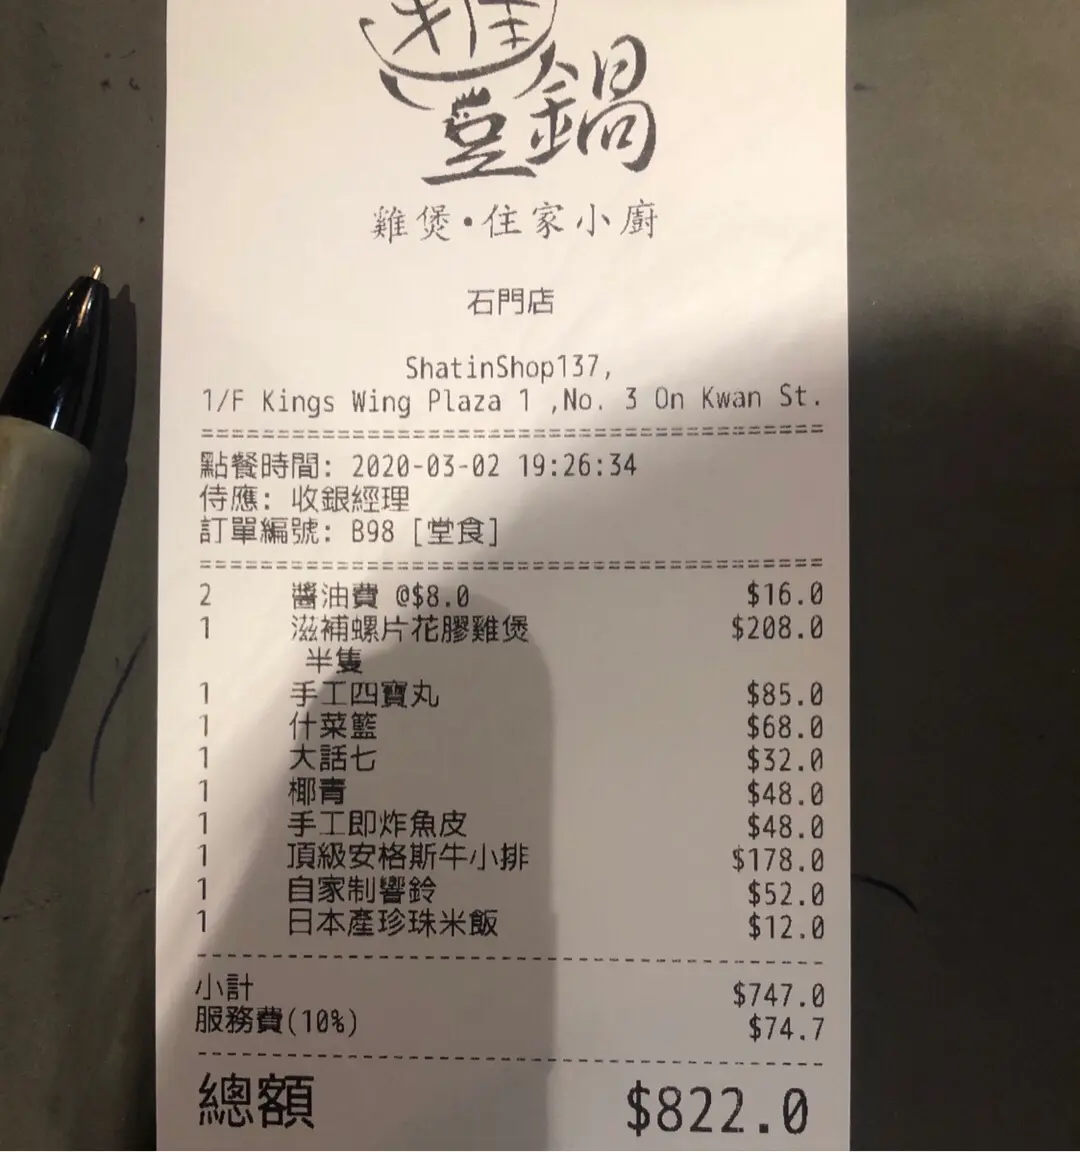 豆鍋
雞煲•住家小廚
石門店
ShatinShop137,
1/F Kings Wing Plaza 1 ,No. 3 On Kwan St.
========================================
點餐時間: 2020-03-02 19:26:34
侍應: 收銀經理
訂單編號: B98 [堂食]
========================================
2 醬油費 @$8.0 $16.0
1 滋補螺片花膠雞煲 $208.0
半隻
1 手工四寶丸 $85.0
1 什菜籃 $68.0
1 大話七 $32.0
1 椰青 $48.0
1 手工即炸魚皮 $48.0
1 頂級安格斯牛小排 $178.0
1 自家制響鈴 $52.0
1 日本產珍珠米飯 $12.0
----------------------------------------
小計 $747.0
服務費(10%) $74.7
----------------------------------------
總額 $822.0